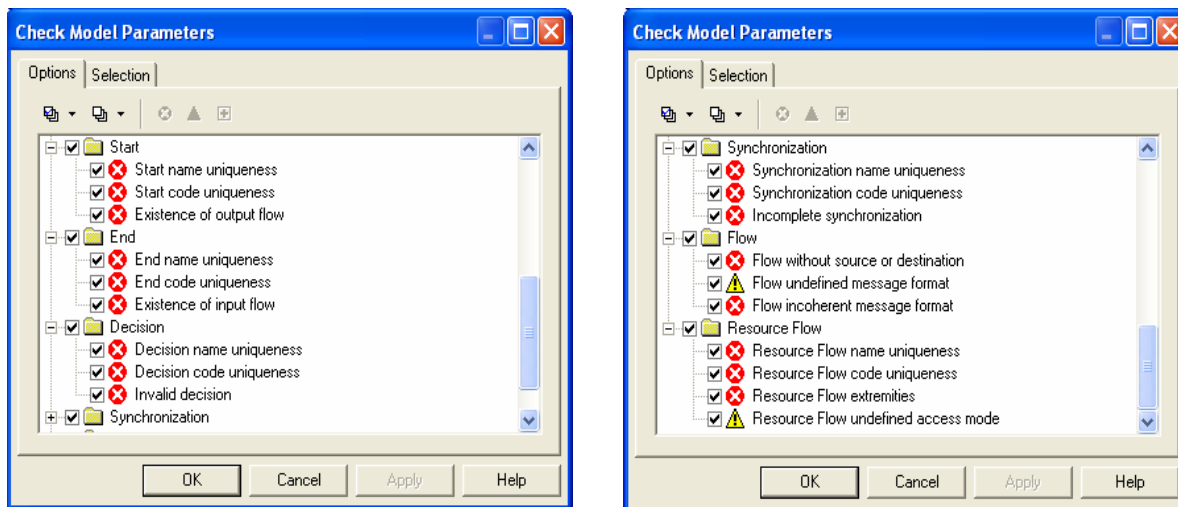 Check Model Parameters
Options
Selection
Start
Start name uniqueness
Start code uniqueness
Existence of output flow
End
End name uniqueness
End code uniqueness
Existence of input flow
Decision
Decision name uniqueness
Decision code uniqueness
Invalid decision
Synchronization
OK
Cancel
Apply
Help
Check Model Parameters
Options
Selection
Synchronization
Synchronization name uniqueness
Synchronization code uniqueness
Incomplete synchronization
Flow
Flow without source or destination
Flow undefined message format
Flow incoherent message format
Resource Flow
Resource Flow name uniqueness
Resource Flow code uniqueness
Resource Flow extremities
Resource Flow undefined access mode
OK
Cancel
Apply
Help